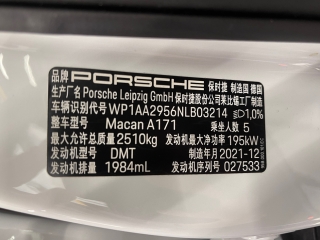 品牌 PORSCHE 保时捷 制造国 德国
生产厂名称 Porsche Leipzig GmbH 保时捷股份公司莱比锡工厂制造
车辆识别代号 WP1AA2956NLB03214 ≦D1,0%
整车型号 Macan A171 乘坐人数 5
最大允许总质量 2510kg 发动机最大净功率 195kW
发动机型号 DMT 制造年月 2021-12
发动机排量 1984mL 发动机序号 027533